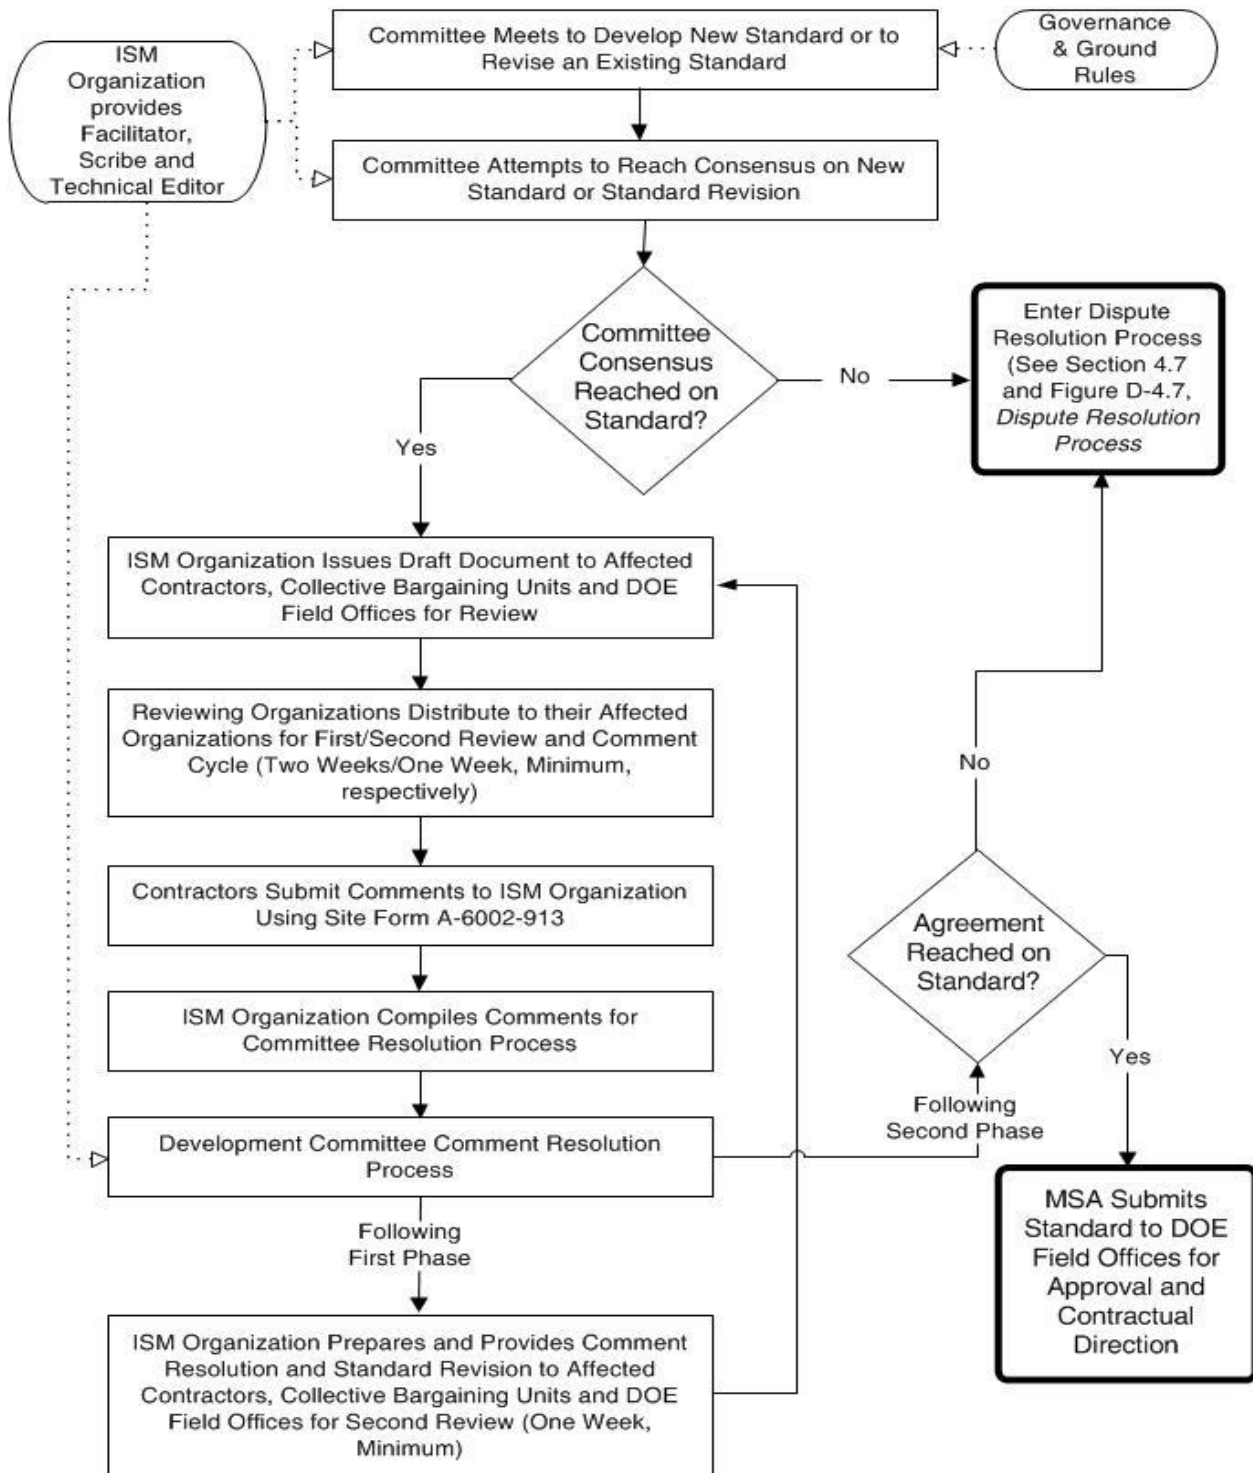 Committee Meets to Develop New Standard or to
Revise an Existing Standard
Governance
& Ground
Rules
ISM
Organization
provides
Facilitator,
Scribe and
Technical Editor
Committee Attempts to Reach Consensus on New
Standard or Standard Revision
Committee
Consensus
Reached on
Standard?
No
Enter Dispute
Resolution Process
(See Section 4.7
and Figure D-4.7,
Dispute Resolution
Process
Yes
ISM Organization Issues Draft Document to Affected
Contractors, Collective Bargaining Units and DOE
Field Offices for Review
Reviewing Organizations Distribute to their Affected
Organizations for First/Second Review and Comment
Cycle (Two Weeks/One Week, Minimum,
respectively)
Contractors Submit Comments to ISM Organization
Using Site Form A-6002-913
ISM Organization Compiles Comments for
Committee Resolution Process
Development Committee Comment Resolution
Process
Following
First Phase
ISM Organization Prepares and Provides Comment
Resolution and Standard Revision to Affected
Contractors, Collective Bargaining Units and DOE
Field Offices for Second Review (One Week,
Minimum)
Following
Second Phase
Agreement
Reached on
Standard?
No
Yes
MSA Submits
Standard to DOE
Field Offices for
Approval and
Contractual
Direction